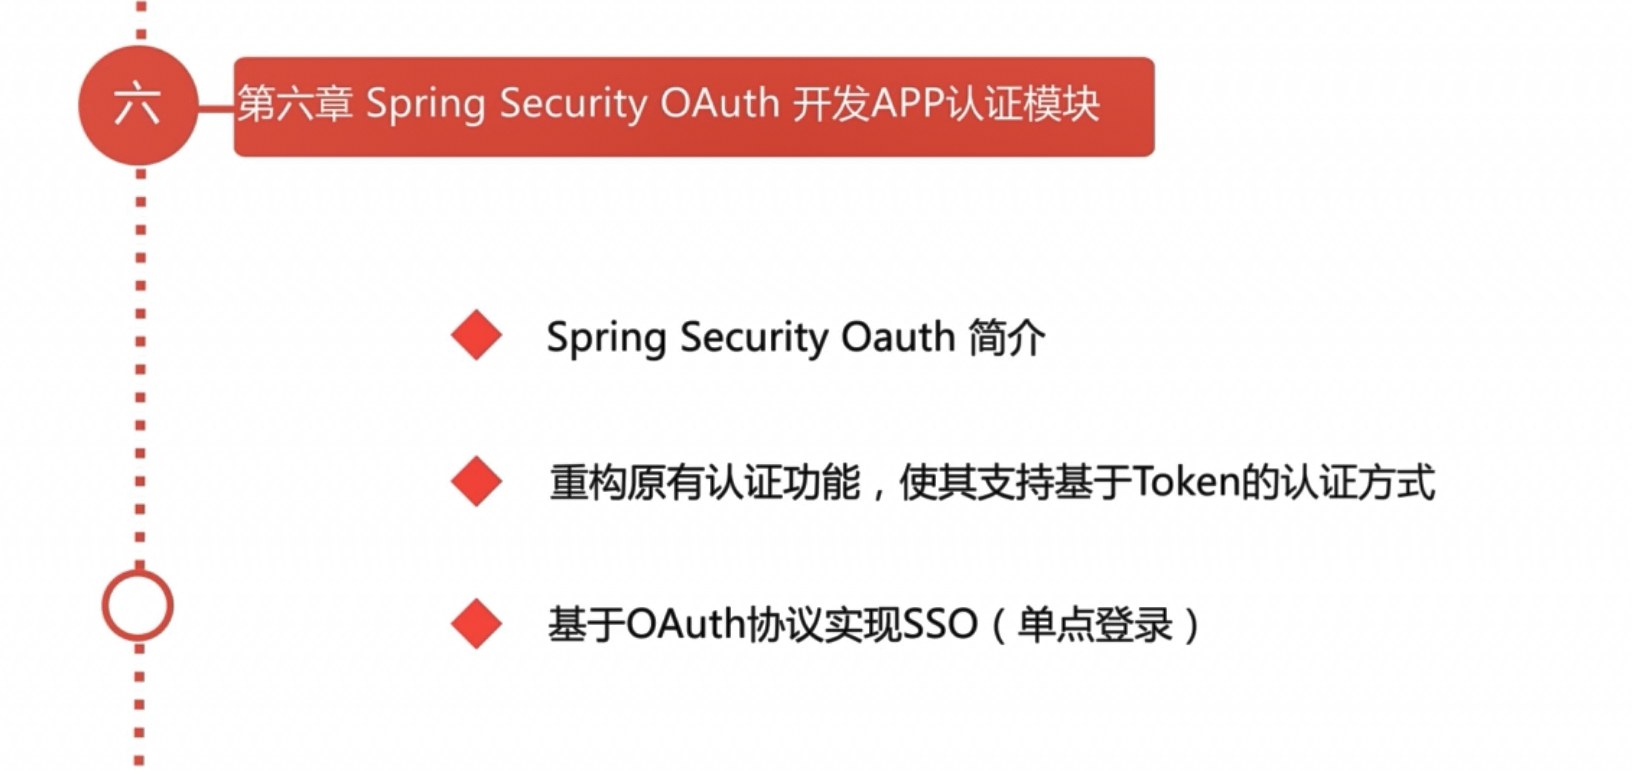 六
第六章 Spring Security OAuth 开发APP认证模块
Spring Security Oauth 简介
重构原有认证功能，使其支持基于Token的认证方式
基于OAuth协议实现SSO（单点登录）